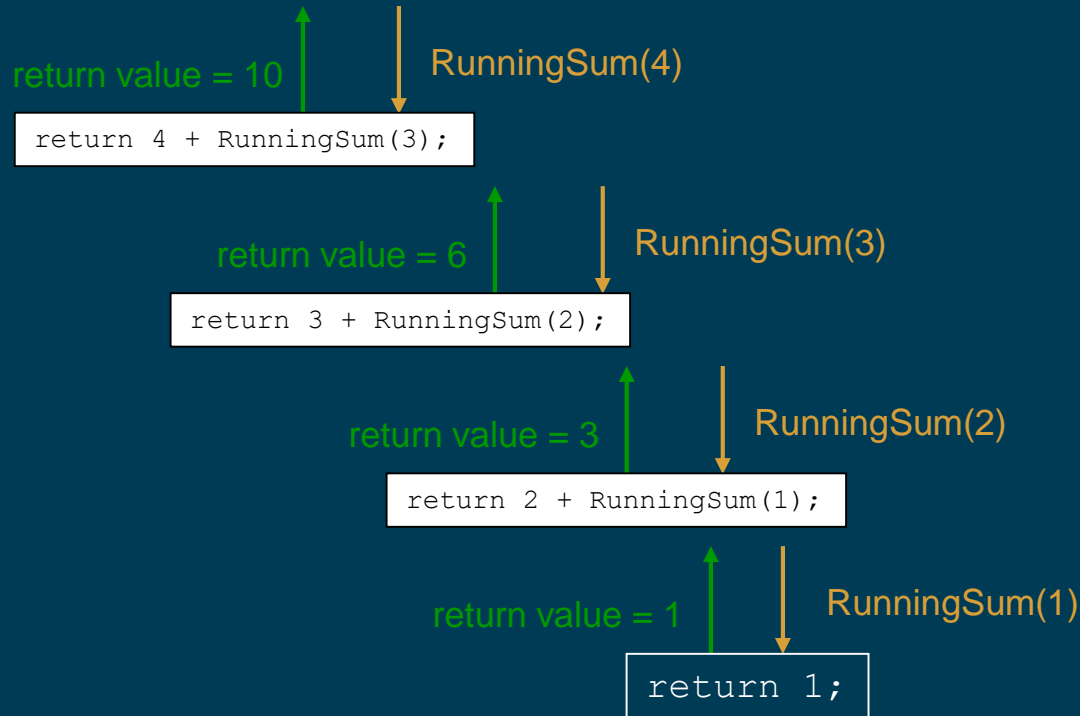 RunningSum(4)
return value = 10
return 4 + RunningSum(3);
RunningSum(3)
return value = 6
return 3 + RunningSum(2);
RunningSum(2)
return value = 3
return 2 + RunningSum(1);
RunningSum(1)
return value = 1
return 1;